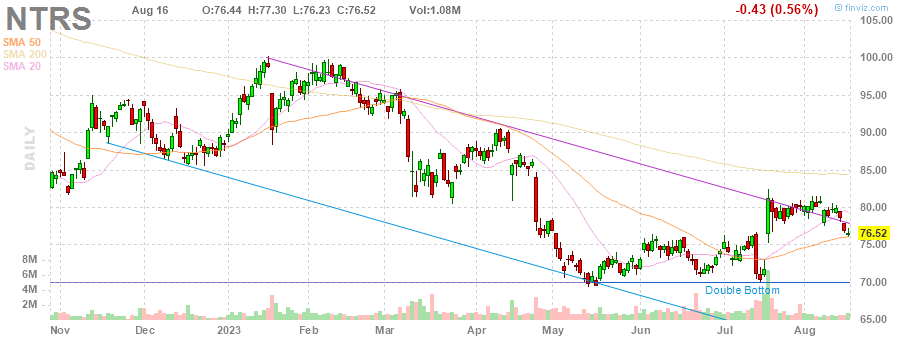 NTRS
Aug 16 O:76.44 H:77.30 L:76.23 C:76.52 Vol:1.08M
© finviz.com
-0.43 (0.56%)
SMA 50
SMA 200
SMA 20
DAILY
105.00
100.00
95.00
90.00
85.00
80.00
76.52
75.00
70.00
65.00
8M
6M
4M
2M
Double Bottom
Nov Dec 2023 Feb Mar Apr May Jun Jul Aug